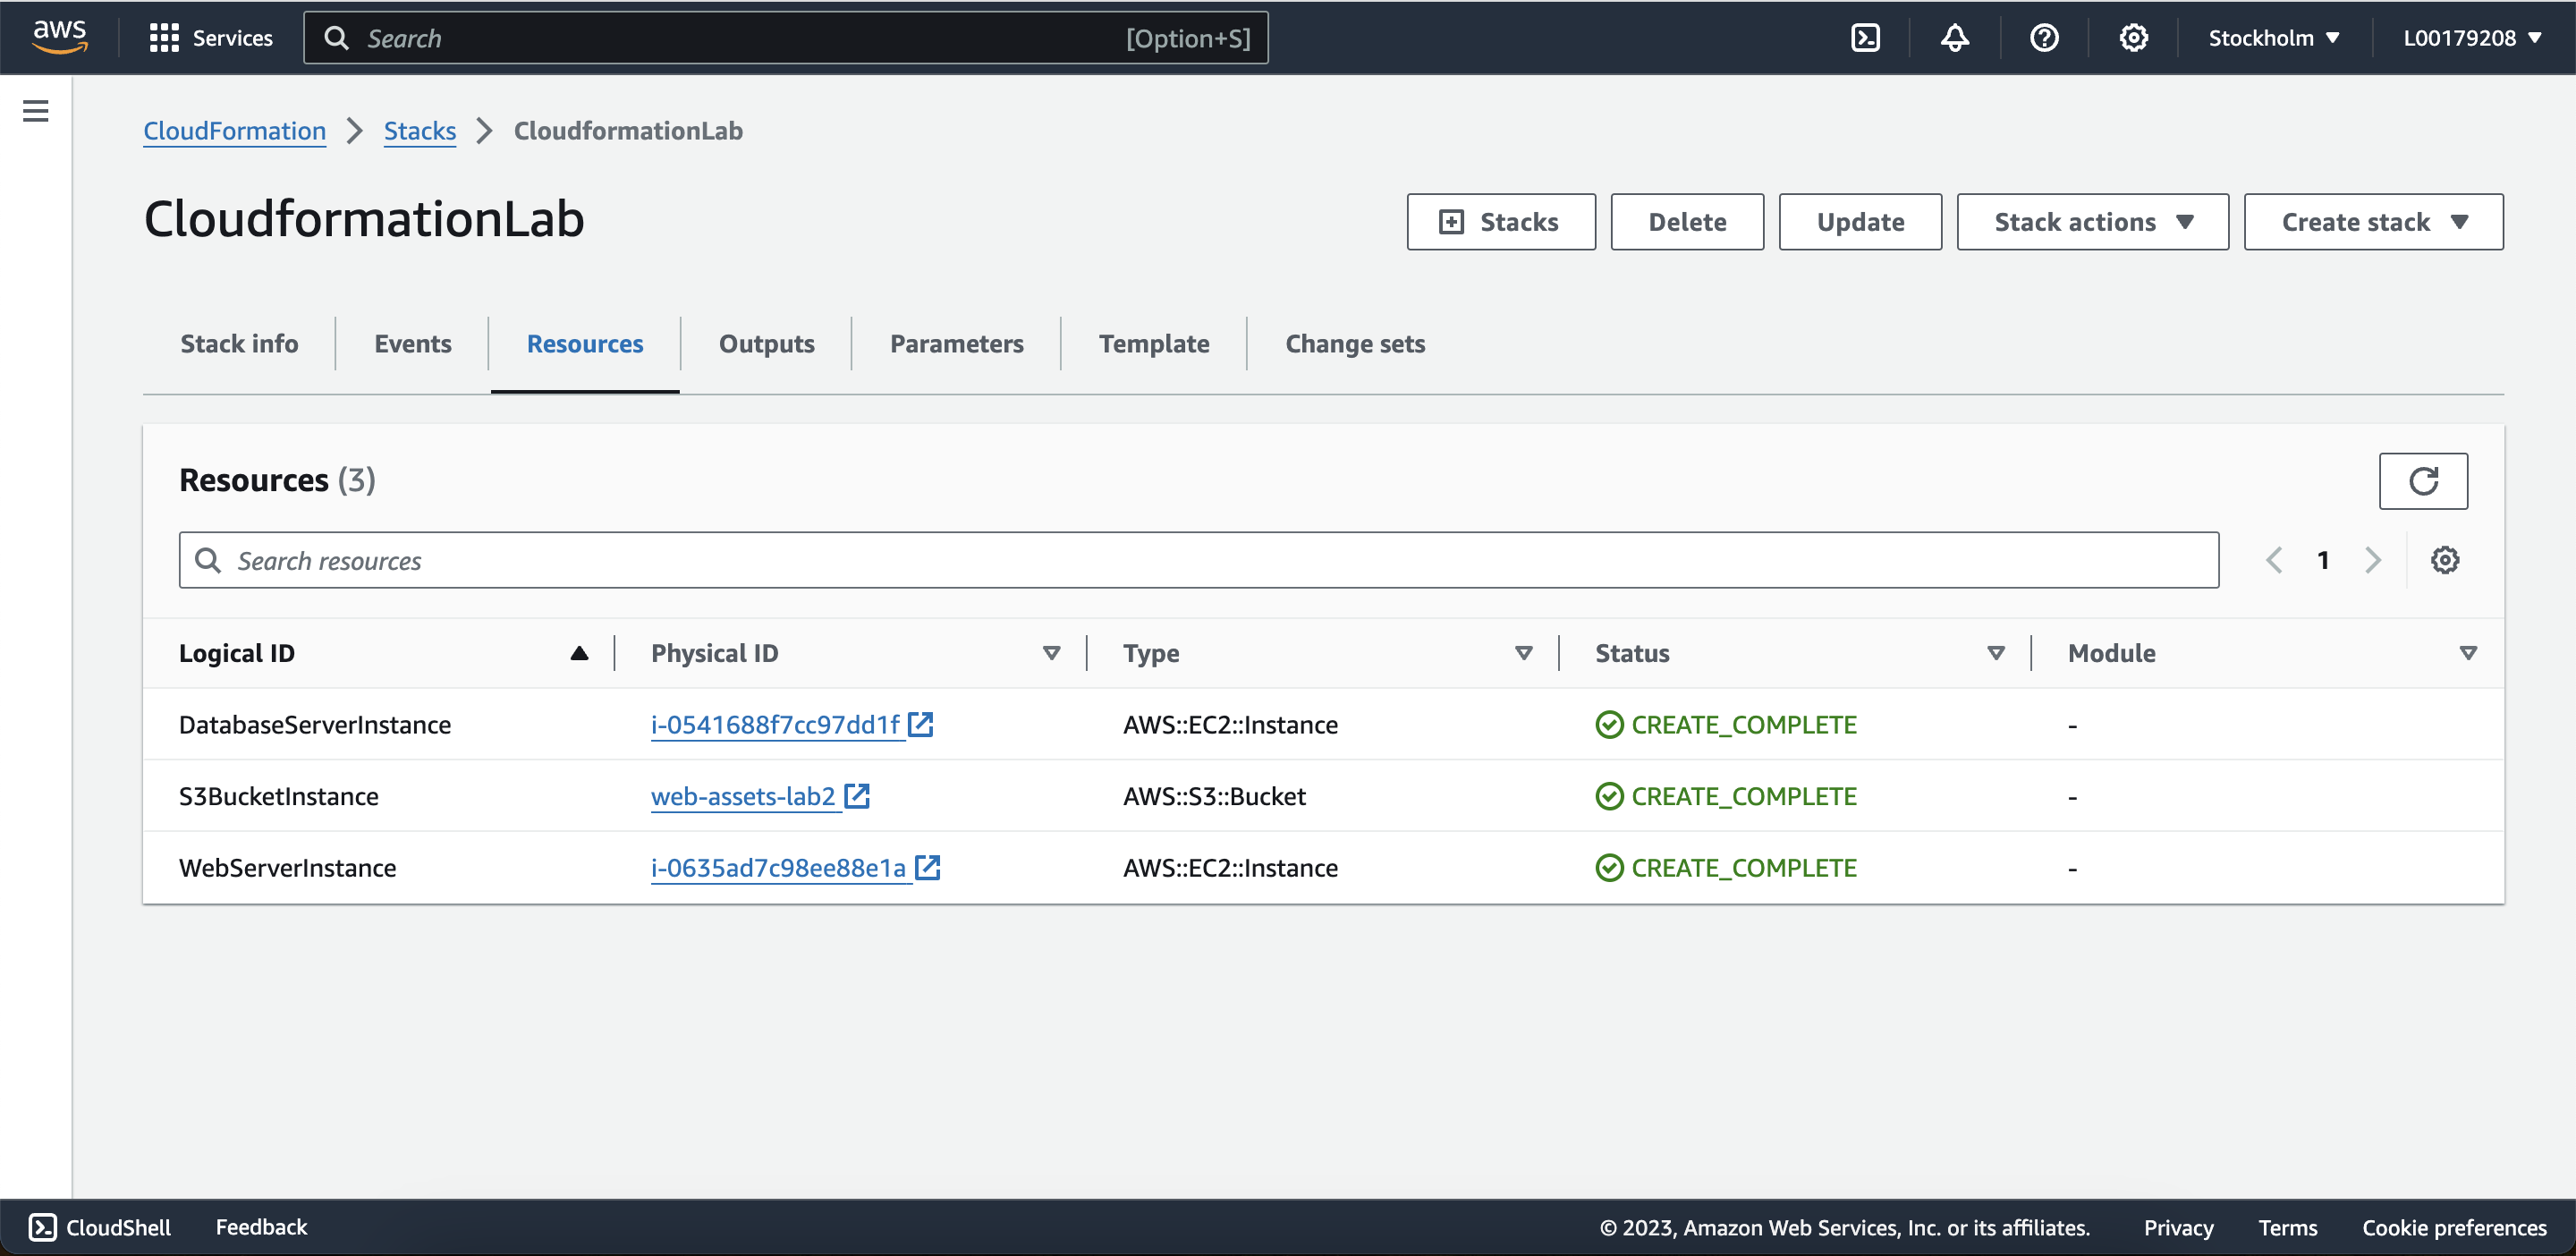 aws Services Search [Option+S] Stockholm L00179208
CloudFormation Stacks CloudformationLab
CloudformationLab
Stacks Delete Update Stack actions Create stack
Stack info Events Resources Outputs Parameters Template Change sets
Resources (3)
Search resources 1
Logical ID Physical ID Type Status Module
DatabaseServerInstance i-0541688f7cc97dd1f AWS::EC2::Instance CREATE_COMPLETE -
S3BucketInstance web-assets-lab2 AWS::S3::Bucket CREATE_COMPLETE -
WebServerInstance i-0635ad7c98ee88e1a AWS::EC2::Instance CREATE_COMPLETE -
CloudShell Feedback © 2023, Amazon Web Services, Inc. or its affiliates. Privacy Terms Cookie preferences